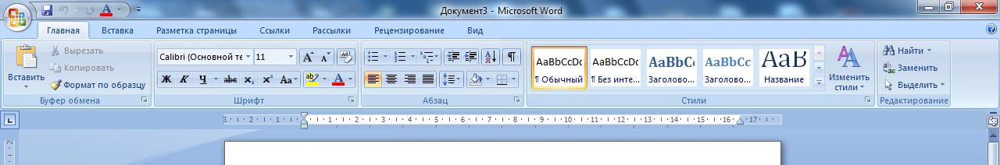 Документ3 - Microsoft Word
Главная Вставка Разметка страницы Ссылки Рассылки Рецензирование Вид
Вставить
Вырезать
Копировать
Формат по образцу
Буфер обмена
Calibri (Основной те 11
Ж К Ч abc x₂ x² Aa ab A
Шрифт
Абзац
AaBbCcDc AaBbCcDc AaBbCc AaBbCc AaB
¶ Обычный ¶ Без инте... Заголово... Заголово... Название
Изменить стили
Стили
Найти
Заменить
Выделить
Редактирование
3 2 1 1 2 3 4 5 6 7 8 9 10 11 12 13 14 15 16 17
2